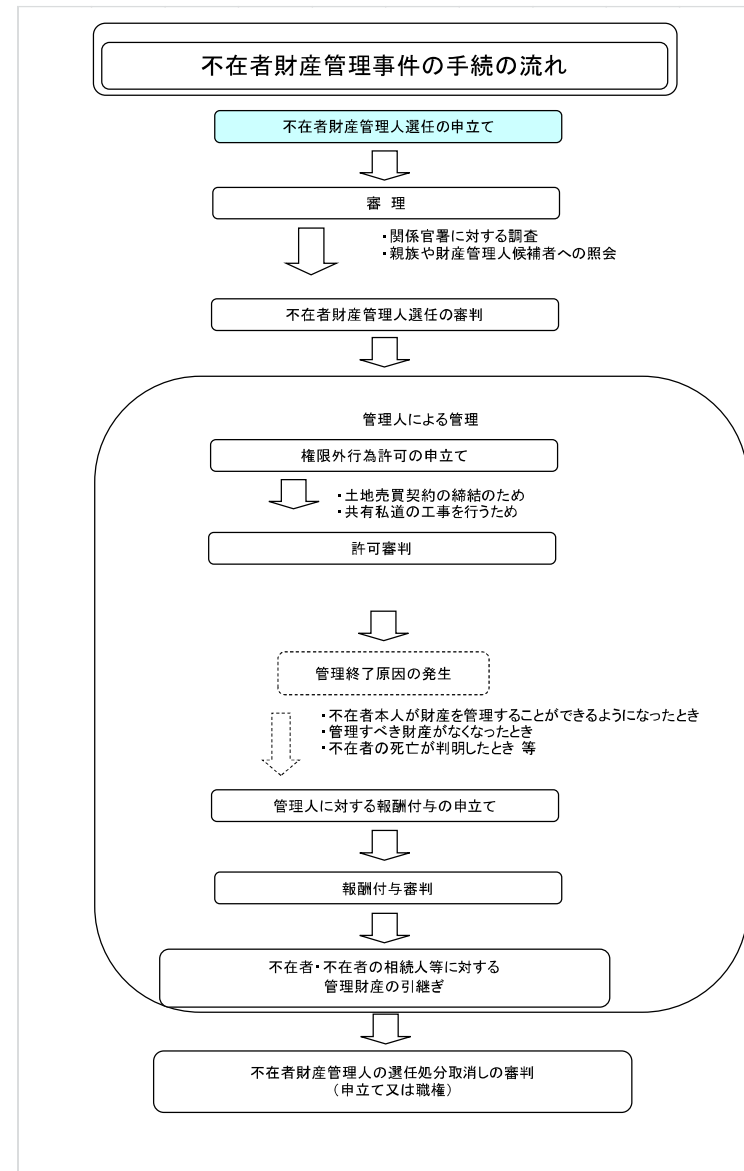 不在者財産管理事件の手続の流れ
不在者財産管理人選任の申立て
審 理
・関係官署に対する調査
・親族や財産管理人候補者への照会
不在者財産管理人選任の審判
管理人による管理
権限外行為許可の申立て
・土地売買契約の締結のため
・共有私道の工事を行うため
許可審判
管理終了原因の発生
・不在者本人が財産を管理することができるようになったとき
・管理すべき財産がなくなったとき
・不在者の死亡が判明したとき 等
管理人に対する報酬付与の申立て
報酬付与審判
不在者・不在者の相続人等に対する
管理財産の引継ぎ
不在者財産管理人の選任処分取消しの審判
（申立て又は職権）